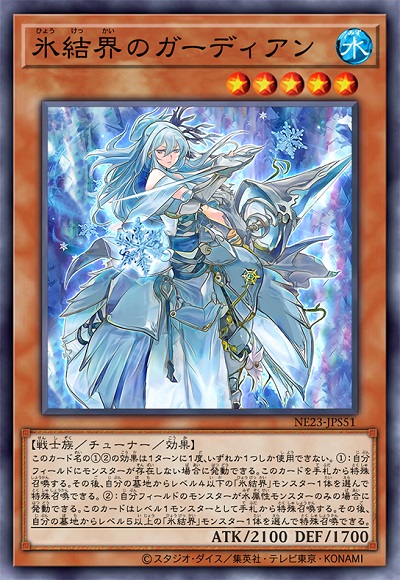 ひょう けっ かい
氷結界のガーディアン
水
NE23-JPS51
【戦士族／チューナー／効果】
このカード名の①②の効果は1ターンに1度、いずれか1つしか使用できない。①:自分
フィールドにモンスターが存在しない場合に発動できる。このカードを手札から特殊
召喚する。その後、自分の墓地からレベル4以下の「氷結界」モンスター1体を選んで
特殊召喚できる。②:自分フィールドのモンスターが水属性モンスターのみの場合に
発動できる。このカードはレベル1モンスターとして手札から特殊召喚する。その後、
自分の墓地からレベル5以上の「氷結界」モンスター1体を選んで特殊召喚できる。
ATK/2100 DEF/1700
©スタジオ・ダイス／集英社・テレビ東京・KONAMI